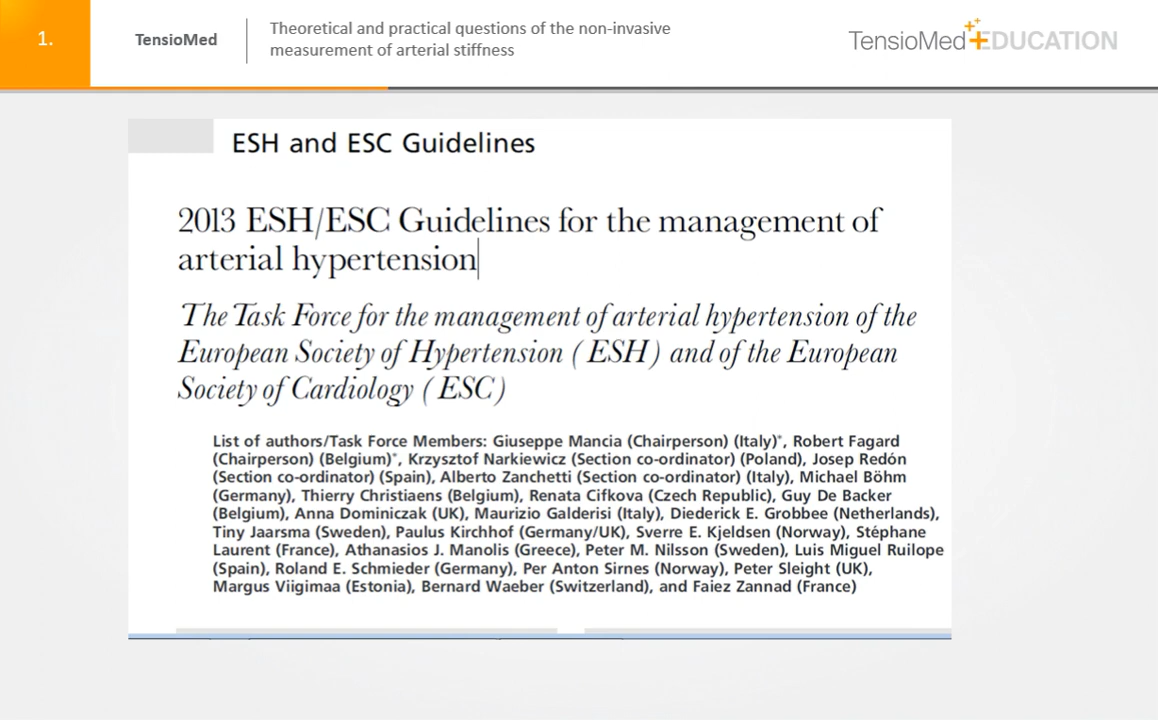 1.
TensioMed
Theoretical and practical questions of the non-invasive
measurement of arterial stiffness
TensioMed EDUCATION
ESH and ESC Guidelines
2013 ESH/ESC Guidelines for the management of
arterial hypertension
The Task Force for the management of arterial hypertension of the
European Society of Hypertension (ESH) and of the European
Society of Cardiology (ESC)
List of authors/Task Force Members: Giuseppe Mancia (Chairperson) (Italy)*, Robert Fagard
(Chairperson) (Belgium)*, Krzysztof Narkiewicz (Section co-ordinator) (Poland), Josep Redón
(Section co-ordinator) (Spain), Alberto Zanchetti (Section co-ordinator) (Italy), Michael Böhm
(Germany), Thierry Christiaens (Belgium), Renata Cifkova (Czech Republic), Guy De Backer
(Belgium), Anna Dominiczak (UK), Maurizio Galderisi (Italy), Diederick E. Grobbee (Netherlands),
Tiny Jaarsma (Sweden), Paulus Kirchhof (Germany/UK), Sverre E. Kjeldsen (Norway), Stéphane
Laurent (France), Athanasios J. Manolis (Greece), Peter M. Nilsson (Sweden), Luis Miguel Ruilope
(Spain), Roland E. Schmieder (Germany), Per Anton Sirnes (Norway), Peter Sleight (UK),
Margus Viigimaa (Estonia), Bernard Waeber (Switzerland), and Faiez Zannad (France)